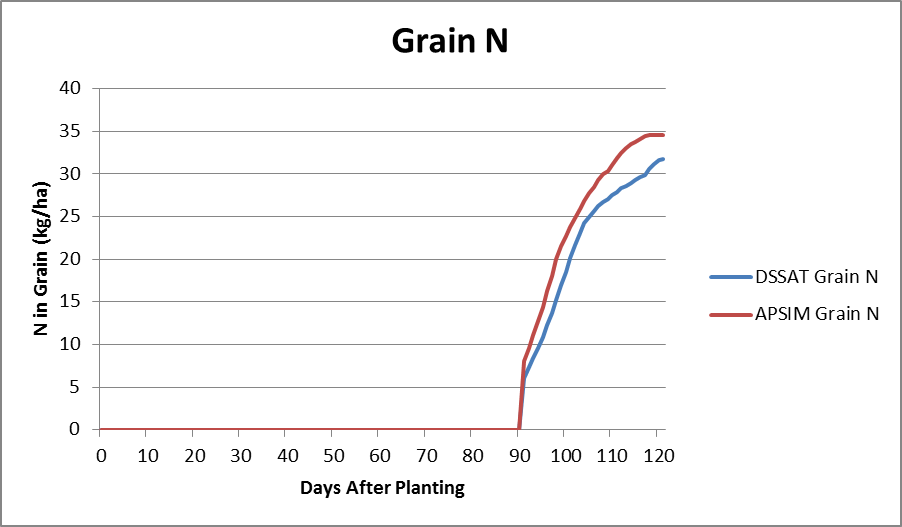 Grain N
40
35
30
25
20
15
10
5
0
N in Grain (kg/ha)
0 10 20 30 40 50 60 70 80 90 100 110 120
Days After Planting
DSSAT Grain N
APSIM Grain N